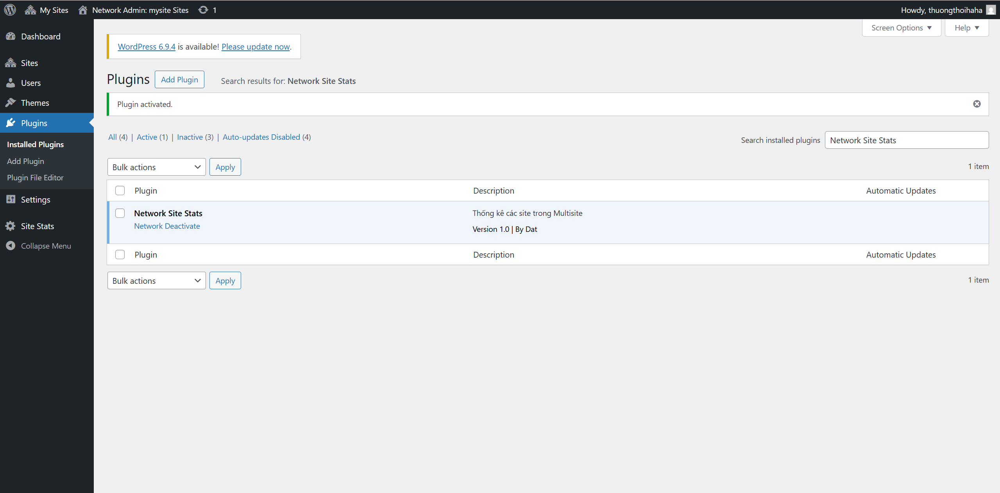 My Sites
Network Admin: mysite Sites
1
Howdy, thuongthoihaha
Screen Options
Help
Dashboard
Sites
Users
Themes
Plugins
Installed Plugins
Add Plugin
Plugin File Editor
Settings
Site Stats
Collapse Menu
WordPress 6.9.4 is available! Please update now.
Plugins
Add Plugin
Search results for: Network Site Stats
Plugin activated.
All (4) | Active (1) | Inactive (3) | Auto-updates Disabled (4)
Search installed plugins
Network Site Stats
Bulk actions
Apply
1 item
Plugin Description Automatic Updates
Network Site Stats
Network Deactivate
Thống kê các site trong Multisite
Version 1.0 | By Dat
Plugin Description Automatic Updates
Bulk actions
Apply
1 item